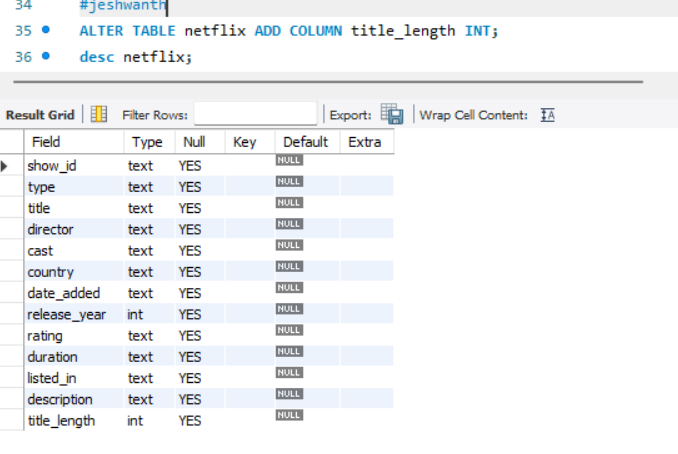 34 #jeshwanth
35 ALTER TABLE netflix ADD COLUMN title_length INT;
36 desc netflix;
Result Grid Filter Rows: Export: Wrap Cell Content: IA
Field Type Null Key Default Extra
show_id text YES NULL
type text YES NULL
title text YES NULL
director text YES NULL
cast text YES NULL
country text YES NULL
date_added text YES NULL
release_year int YES NULL
rating text YES NULL
duration text YES NULL
listed_in text YES NULL
description text YES NULL
title_length int YES NULL